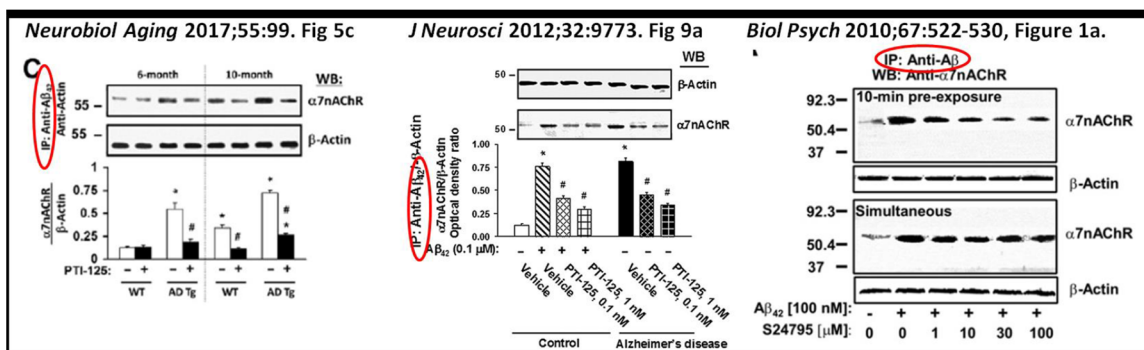 Neurobiol Aging 2017;55:99. Fig 5c
C
6-month 10-month WB:
IP: Anti-Aβ42
Anti-Actin
55
α7nAChR
55
β-Actin
α7nAChR
β-Actin
1
0.75
0.5
0.25
0
* # * # * # *
PTI-125: – + – + – + – +
WT AD Tg WT AD Tg
J Neurosci 2012;32:9773. Fig 9a
WB
50
β-Actin
50
α7nAChR
IP: Anti-Aβ42/-β-Actin
α7nAChR/β-Actin
Optical density ratio
1.00
0.75
0.50
0.25
0.00
* # # * # #
Aβ42 (0.1 μM) – + + + – – –
Vehicle
Vehicle
PTI-125, 0.1 nM
PTI-125, 1 nM
Vehicle
PTI-125, 0.1 nM
PTI-125, 1 nM
Control Alzheimer's disease
Biol Psych 2010;67:522-530, Figure 1a.
IP: Anti-Aβ
WB: Anti-α7nAChR
10-min pre-exposure
92.3
50.4
37
α7nAChR
β-Actin
Simultaneous
92.3
50.4
37
α7nAChR
β-Actin
Aβ42 [100 nM]: - + + + + +
S24795 [μM]: 0 0 1 10 30 100